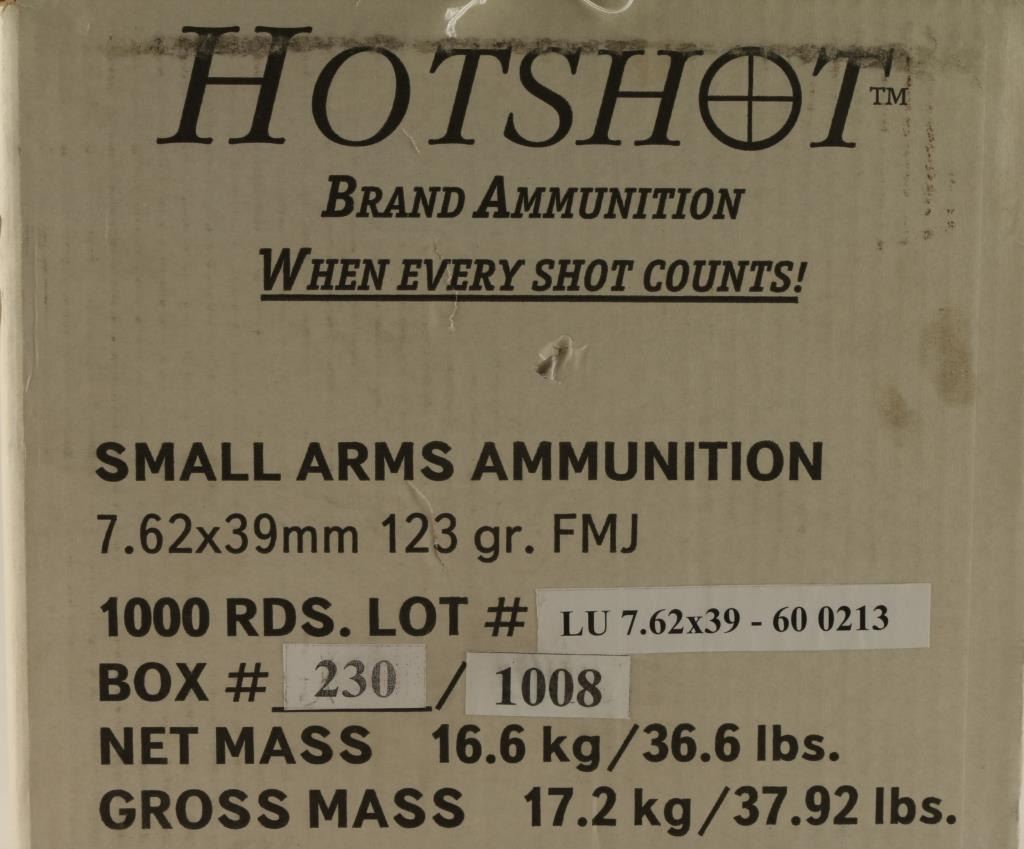 HOTSHOT™
BRAND AMMUNITION
WHEN EVERY SHOT COUNTS!
SMALL ARMS AMMUNITION
7.62x39mm 123 gr. FMJ
1000 RDS. LOT # LU 7.62x39 - 60 0213
BOX # 230 / 1008
NET MASS 16.6 kg/36.6 lbs.
GROSS MASS 17.2 kg/37.92 lbs.